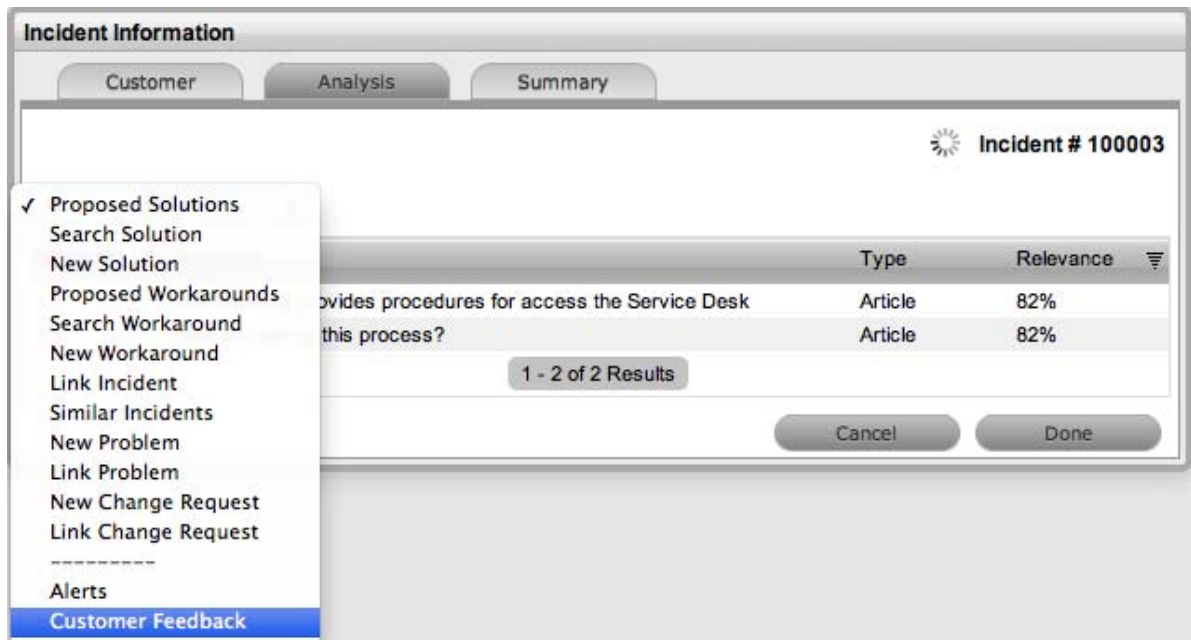 Incident Information
Customer Analysis Summary
Incident # 100003
✓ Proposed Solutions
Search Solution
New Solution
Proposed Workarounds
Search Workaround
New Workaround
Link Incident
Similar Incidents
New Problem
Link Problem
New Change Request
Link Change Request
---------
Alerts
Customer Feedback
Type Relevance
provides procedures for access the Service Desk Article 82%
this process? Article 82%
1 - 2 of 2 Results
Cancel Done